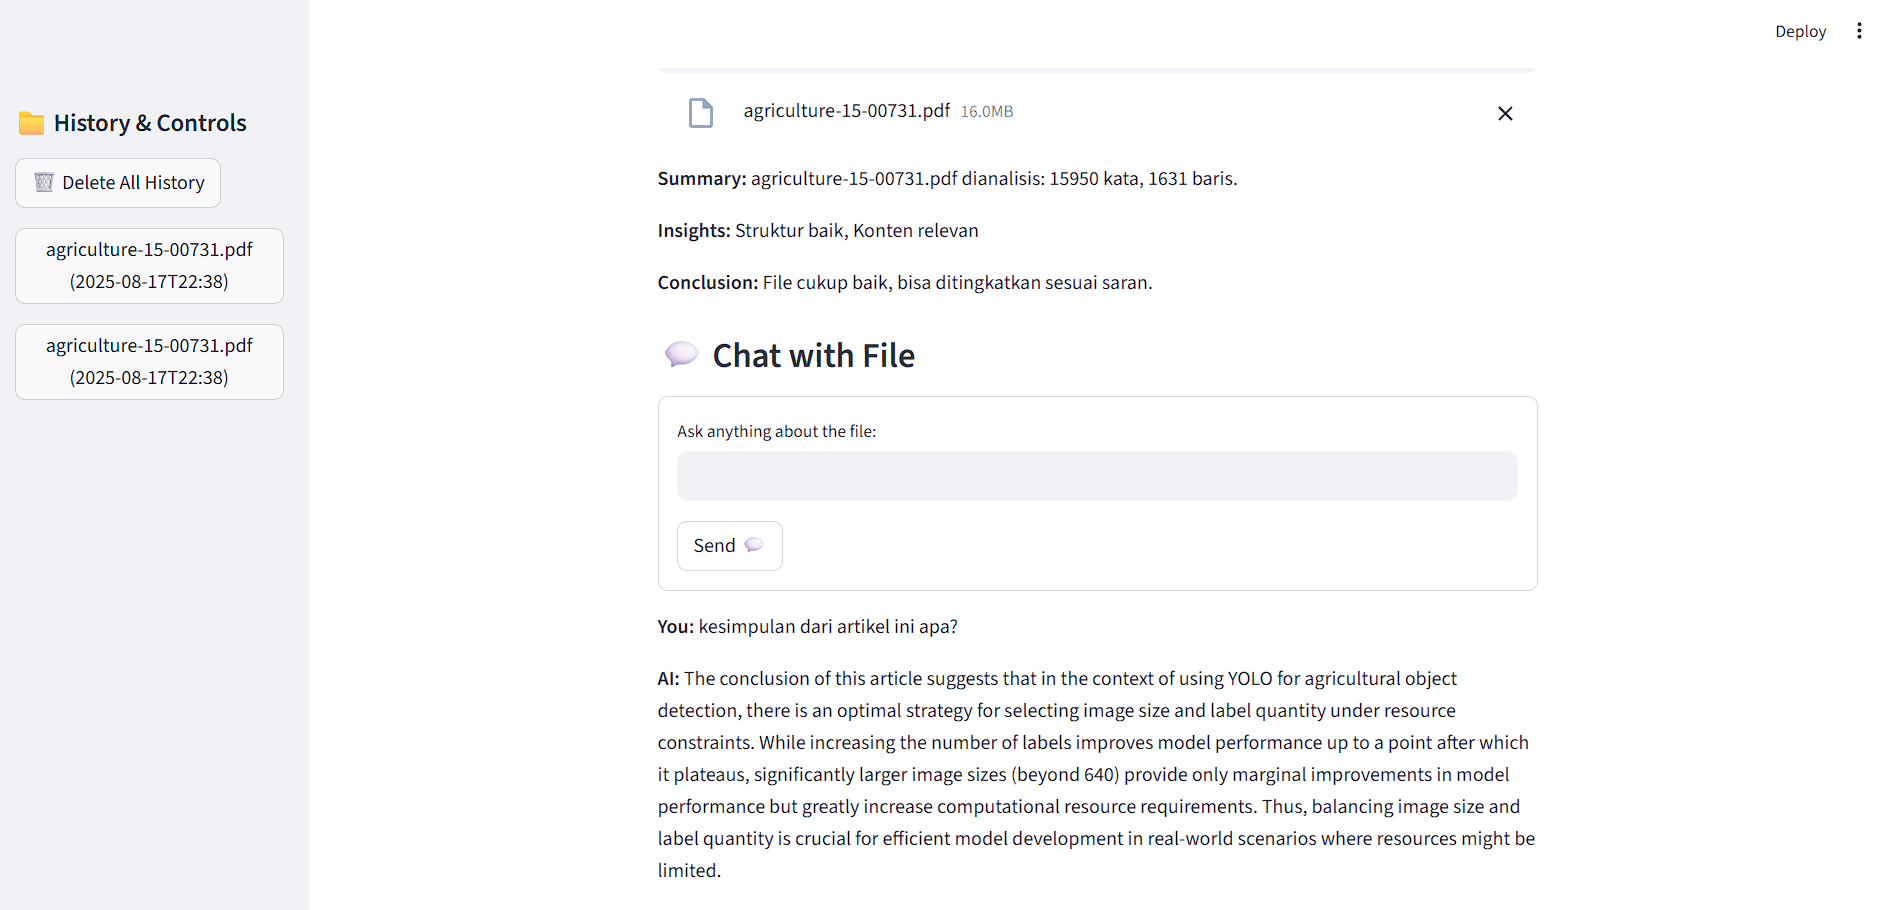 Deploy
History & Controls
Delete All History
agriculture-15-00731.pdf
(2025-08-17T22:38)
agriculture-15-00731.pdf
(2025-08-17T22:38)
agriculture-15-00731.pdf 16.0MB
Summary: agriculture-15-00731.pdf dianalisis: 15950 kata, 1631 baris.
Insights: Struktur baik, Konten relevan
Conclusion: File cukup baik, bisa ditingkatkan sesuai saran.
Chat with File
Ask anything about the file:
Send
You: kesimpulan dari artikel ini apa?
AI: The conclusion of this article suggests that in the context of using YOLO for agricultural object
detection, there is an optimal strategy for selecting image size and label quantity under resource
constraints. While increasing the number of labels improves model performance up to a point after which
it plateaus, significantly larger image sizes (beyond 640) provide only marginal improvements in model
performance but greatly increase computational resource requirements. Thus, balancing image size and
label quantity is crucial for efficient model development in real-world scenarios where resources might be
limited.